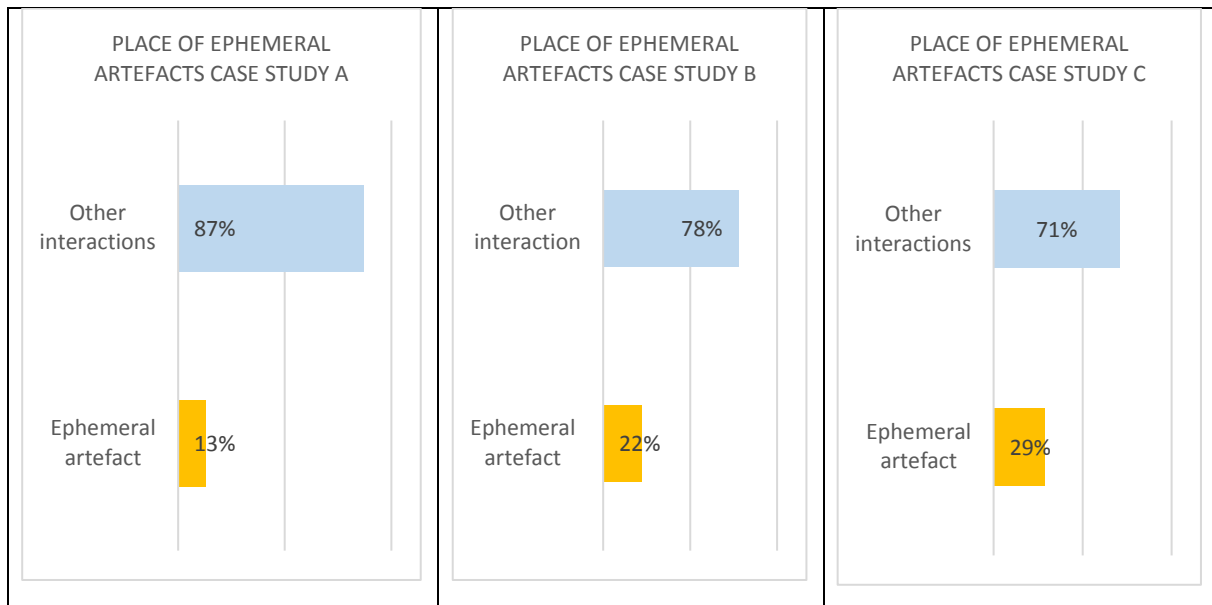 PLACE OF EPHEMERAL
ARTEFACTS CASE STUDY A
Other
interactions
87%
Ephemeral
artefact
13%
PLACE OF EPHEMERAL
ARTEFACTS CASE STUDY B
Other
interaction
78%
Ephemeral
artefact
22%
PLACE OF EPHEMERAL
ARTEFACTS CASE STUDY C
Other
interactions
71%
Ephemeral
artefact
29%